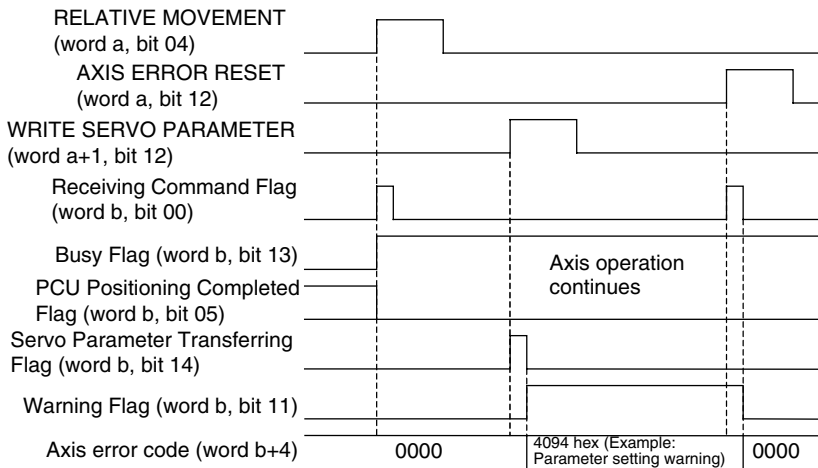 RELATIVE MOVEMENT
(word a, bit 04)
AXIS ERROR RESET
(word a, bit 12)
WRITE SERVO PARAMETER
(word a+1, bit 12)
Receiving Command Flag
(word b, bit 00)
Busy Flag (word b, bit 13)
Axis operation
continues
PCU Positioning Completed
Flag (word b, bit 05)
Servo Parameter Transferring
Flag (word b, bit 14)
Warning Flag (word b, bit 11)
Axis error code (word b+4)
0000
4094 hex (Example:
Parameter setting warning)
0000